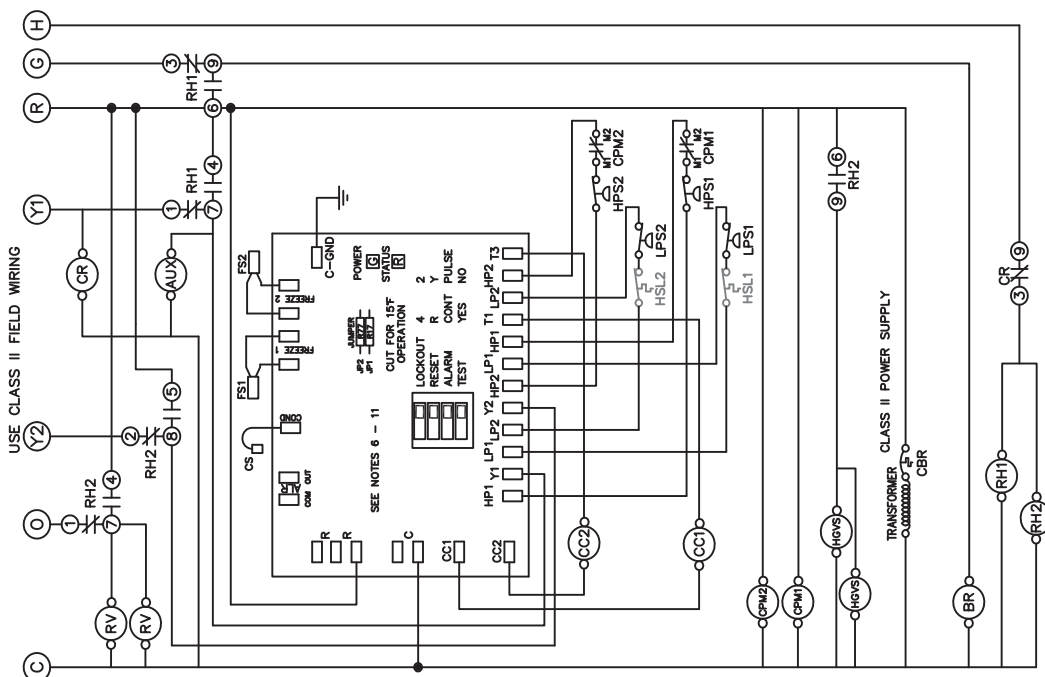 USE CLASS II FIELD WIRING
C
O
Y2
Y1
R
G
H
RV
RV
1
7
4
RH2
2
8
5
RH2
CR
AUX
1
7
4
6
RH1
3
9
RH1
CS
COND
FS1
FREEZE 1
FREEZE 2
FS2
C-GND
COM OUT
ALR
SEE NOTES 6 - 11
JUMPER
JP2 R77
JP1 R17
CUT FOR 15°F
OPERATION
POWER
G
STATUS
R
LOCKOUT 4 2
RESET R Y
ALARM CONT PULSE
TEST YES NO
R
R
C
CC1
CC2
HP1
Y1
LP1
LP2
Y2
HP2
LP1
HP1
T1
LP2
HP2
T3
CC2
CC1
HPS2
M1 M2
CPM2
HPS1
M1 M2
CPM1
HSL2
LPS2
HSL1
LPS1
CPM2
CPM1
HGVS
HGVS
9
6
RH2
TRANSFORMER
CLASS II POWER SUPPLY
CBR
BR
RH1
RH2
3
9
CR